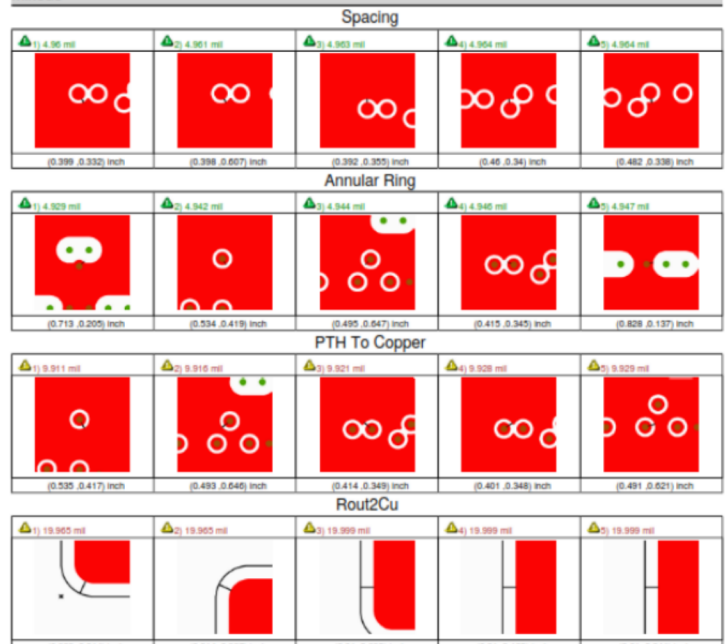 Spacing
1) 4.96 mil 2) 4.961 mil 3) 4.963 mil 4) 4.964 mil 5) 4.964 mil
(0.399 ,0.332) inch (0.398 ,0.607) inch (0.392 ,0.355) inch (0.46 ,0.34) inch (0.482 ,0.338) inch
Annular Ring
1) 4.929 mil 2) 4.942 mil 3) 4.944 mil 4) 4.946 mil 5) 4.947 mil
(0.713 ,0.205) inch (0.534 ,0.419) inch (0.495 ,0.647) inch (0.415 ,0.345) inch (0.828 ,0.137) inch
PTH To Copper
1) 9.911 mil 2) 9.916 mil 3) 9.921 mil 4) 9.928 mil 5) 9.929 mil
(0.535 ,0.417) inch (0.493 ,0.646) inch (0.414 ,0.349) inch (0.401 ,0.348) inch (0.491 ,0.621) inch
Rout2Cu
1) 19.965 mil 2) 19.965 mil 3) 19.999 mil 4) 19.999 mil 5) 19.999 mil